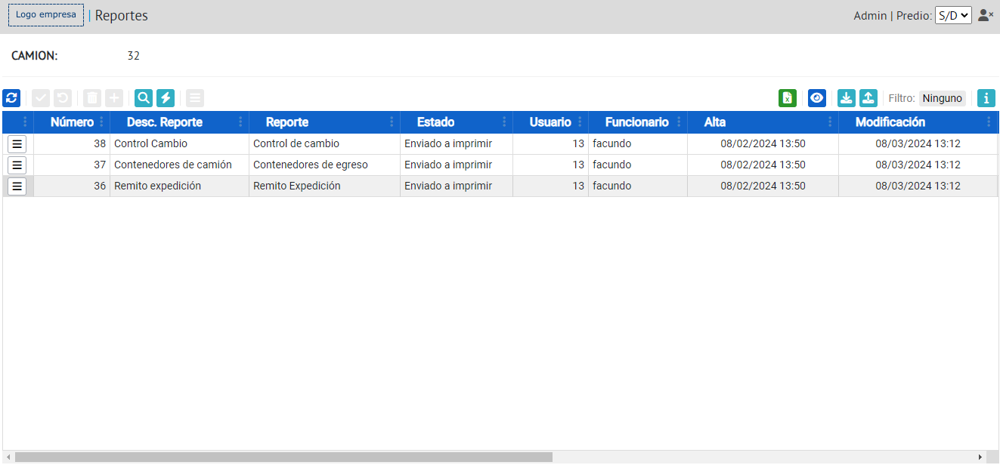 Logo empresa | Reportes Admin | Predio: S/D
CAMION: 32
Filtro: Ninguno
Número Desc. Reporte Reporte Estado Usuario Funcionario Alta Modificación
38 Control Cambio Control de cambio Enviado a imprimir 13 facundo 08/02/2024 13:50 08/03/2024 13:12
37 Contenedores de camión Contenedores de egreso Enviado a imprimir 13 facundo 08/02/2024 13:50 08/03/2024 13:12
36 Remito expedición Remito Expedición Enviado a imprimir 13 facundo 08/02/2024 13:50 08/03/2024 13:12